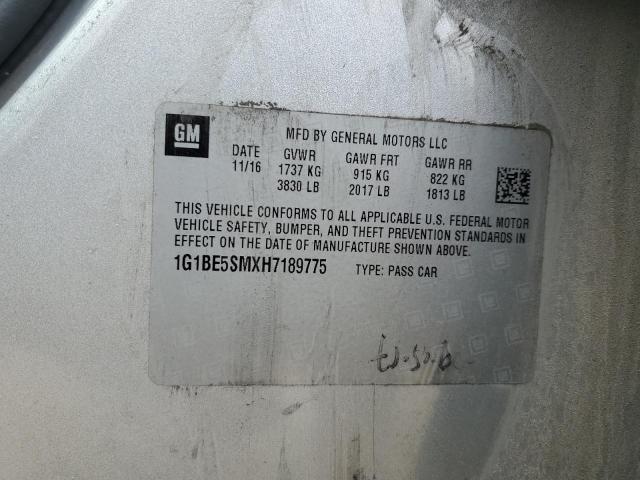 GM
MFD BY GENERAL MOTORS LLC
DATE GVWR GAWR FRT GAWR RR
11/16 1737 KG 915 KG 822 KG
3830 LB 2017 LB 1813 LB
THIS VEHICLE CONFORMS TO ALL APPLICABLE U.S. FEDERAL MOTOR
VEHICLE SAFETY, BUMPER, AND THEFT PREVENTION STANDARDS IN
EFFECT ON THE DATE OF MANUFACTURE SHOWN ABOVE.
1G1BE5SMXH7189775 TYPE: PASS CAR